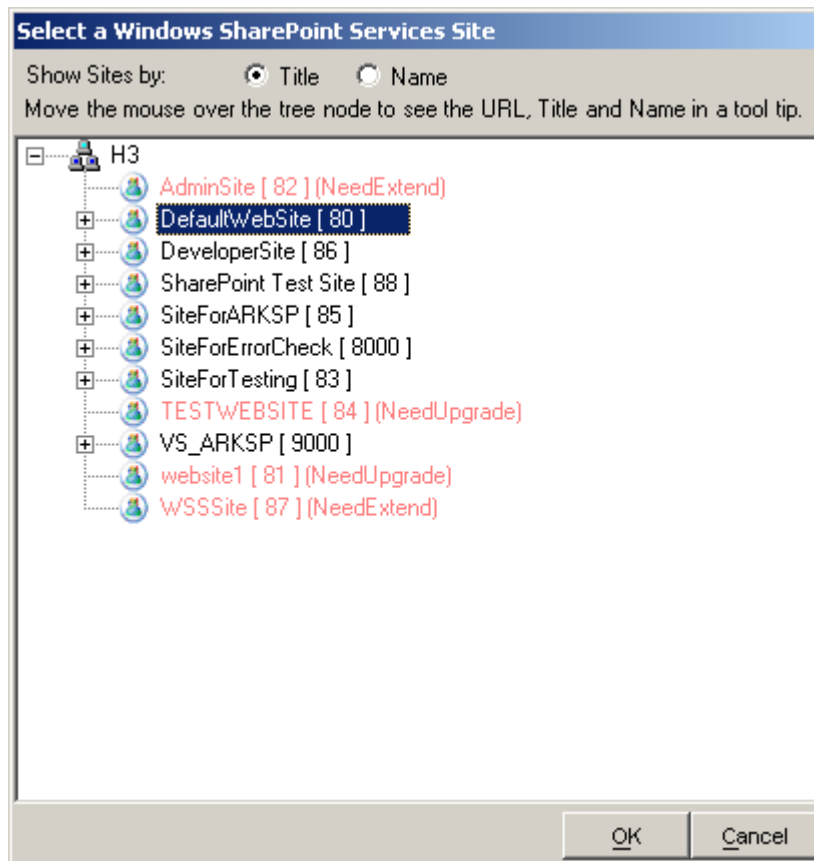 Select a Windows SharePoint Services Site
Show Sites by: Title Name
Move the mouse over the tree node to see the URL, Title and Name in a tool tip.
H3
AdminSite [ 82 ] (NeedExtend)
DefaultWebSite [ 80 ]
DeveloperSite [ 86 ]
SharePoint Test Site [ 88 ]
SiteForARKSP [ 85 ]
SiteForErrorCheck [ 8000 ]
SiteForTesting [ 83 ]
TESTWEBSITE [ 84 ] (NeedUpgrade)
VS_ARKSP [ 9000 ]
website1 [ 81 ] (NeedUpgrade)
WSSSite [ 87 ] (NeedExtend)
OK Cancel